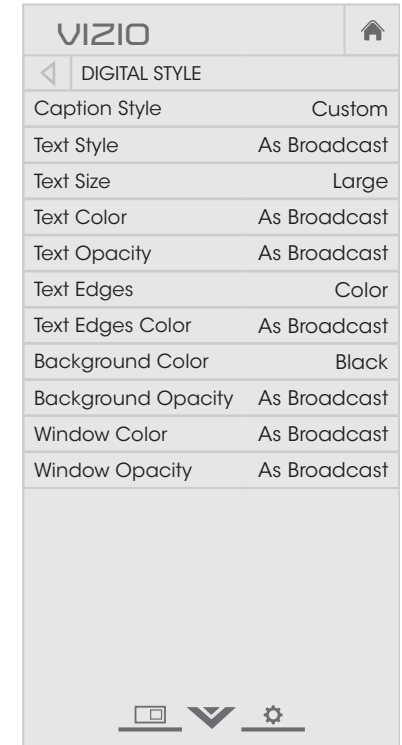 VIZIO
DIGITAL STYLE
Caption Style Custom
Text Style As Broadcast
Text Size Large
Text Color As Broadcast
Text Opacity As Broadcast
Text Edges Color
Text Edges Color As Broadcast
Background Color Black
Background Opacity As Broadcast
Window Color As Broadcast
Window Opacity As Broadcast